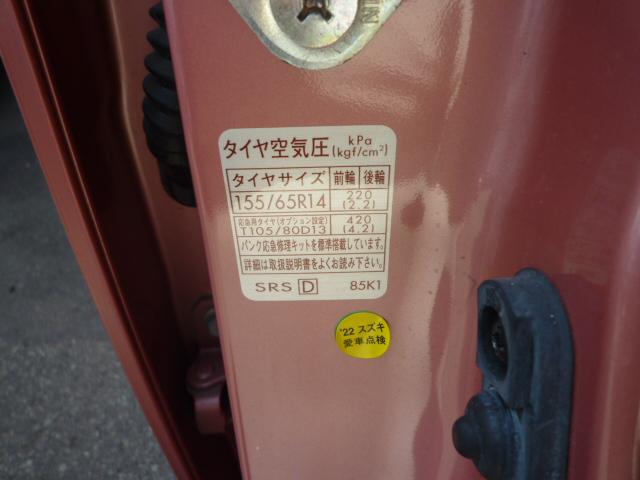 タイヤ空気圧 kPa (kgf/cm²)
タイヤサイズ 前輪 後輪
155/65R14 220 (2.2)
応急用タイヤ(オプション設定) T105/80D13 420 (4.2)
パンク応急修理キットを標準搭載しています。
詳細は取扱説明書をよくお読み下さい。
SRS D 85K1
'22 スズキ
愛車点検